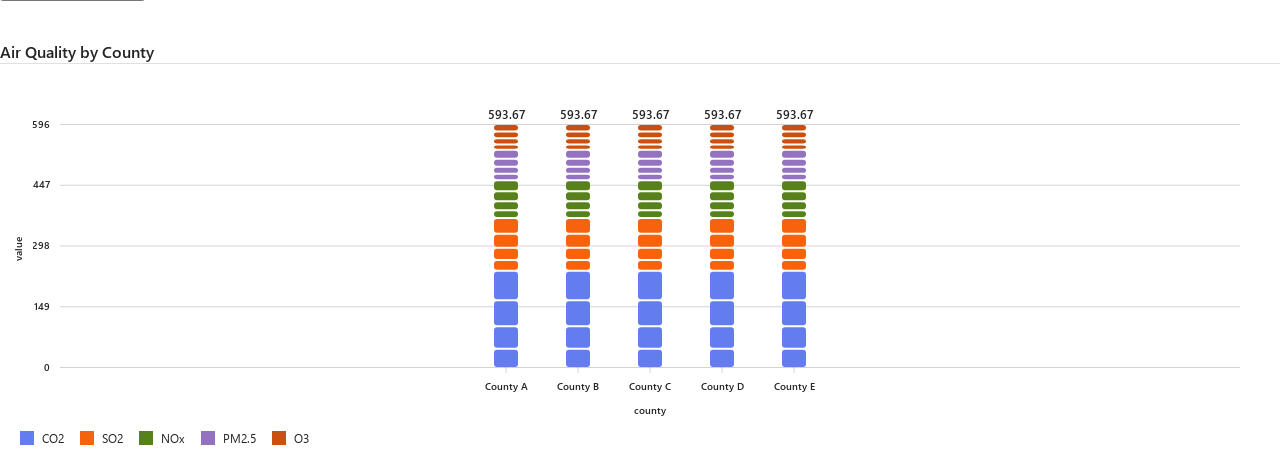 Air Quality by County
593.67 593.67 593.67 593.67 593.67
596
447
298
149
0
value
County A County B County C County D County E
county
CO2 SO2 NOx PM2.5 O3